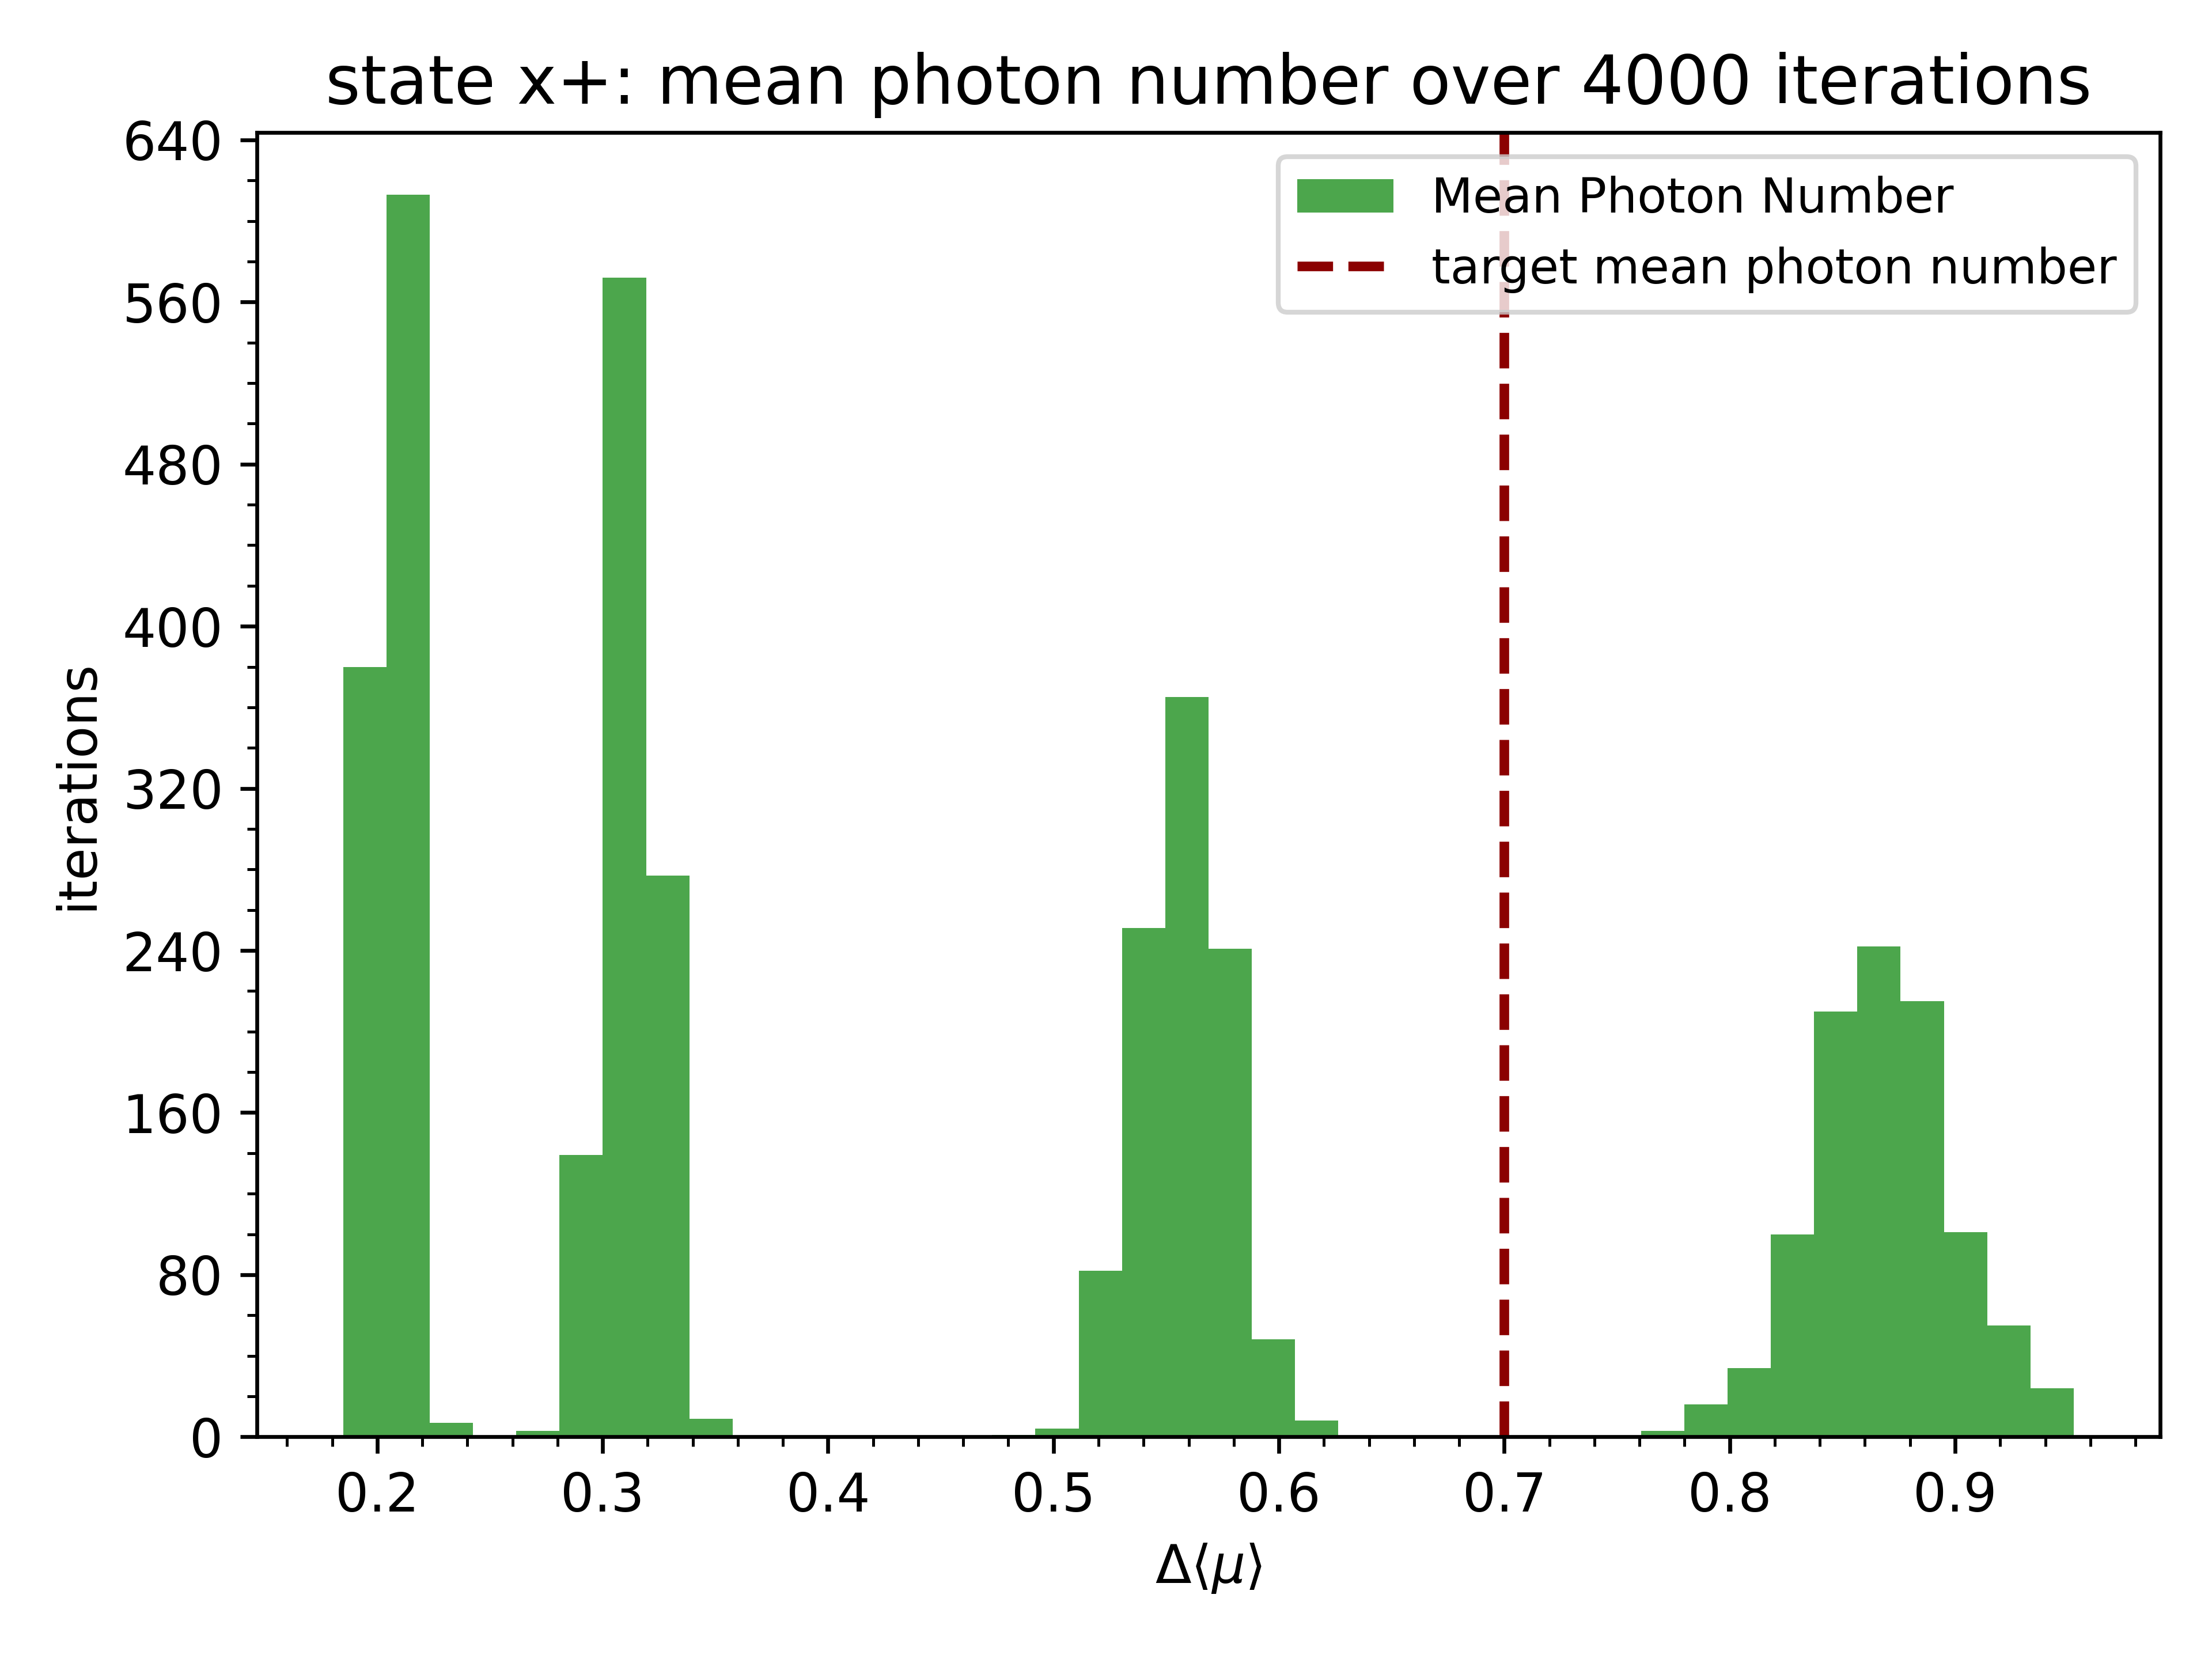 state x+: mean photon number over 4000 iterations
640
560
480
400
320
240
160
80
0
iterations
Mean Photon Number
target mean photon number
0.2 0.3 0.4 0.5 0.6 0.7 0.8 0.9
Δ⟨μ⟩